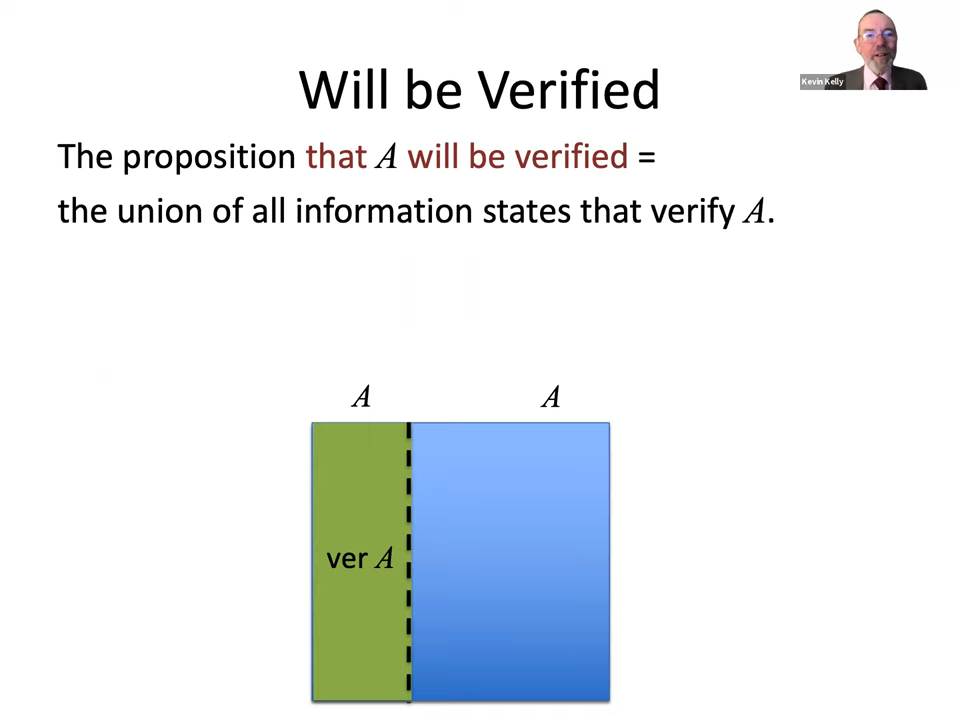 Kevin Kelly
Will be Verified
The proposition that A will be verified =
the union of all information states that verify A.
A A
ver A